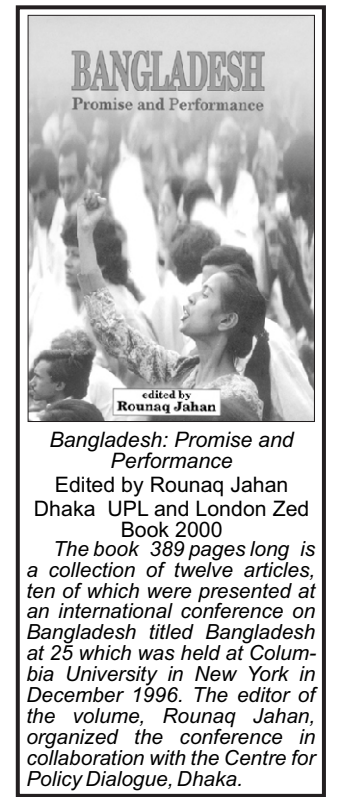 BANGLADESH
Promise and Performance
edited by
Rounaq Jahan
Bangladesh: Promise and
Performance
Edited by Rounaq Jahan
Dhaka UPL and London Zed
Book 2000
The book 389 pages long is
a collection of twelve articles,
ten of which were presented at
an international conference on
Bangladesh titled Bangladesh
at 25 which was held at Colum-
bia University in New York in
December 1996. The editor of
the volume, Rounaq Jahan,
organized the conference in
collaboration with the Centre for
Policy Dialogue, Dhaka.